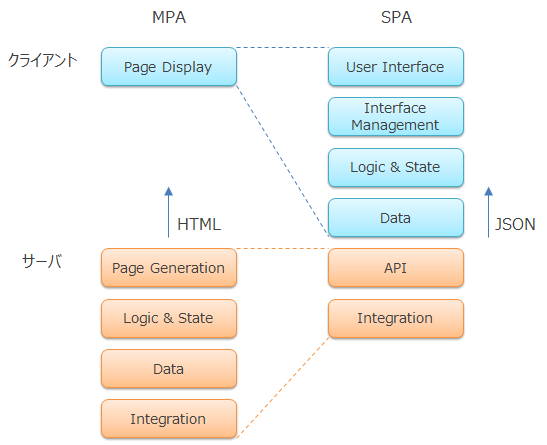 MPA
SPA
クライアント
Page Display
User Interface
Interface
Management
Logic & State
Data
HTML
JSON
サーバ
Page Generation
API
Logic & State
Integration
Data
Integration